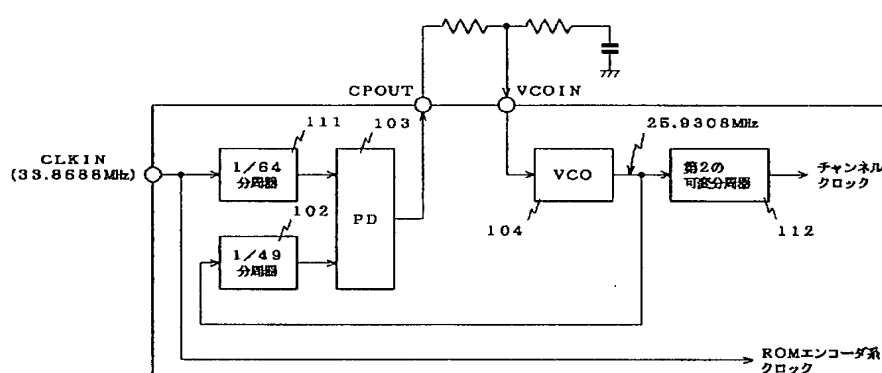 CPOUT
VCOIN
111
103
25.9308MHz
CLKIN
(33.8688MHz)
1/64
分周器
102
1/49
分周器
PD
VCO
104
第2の
可変分周器
112
チャンネル
クロック
ROMエンコーダ系
クロック